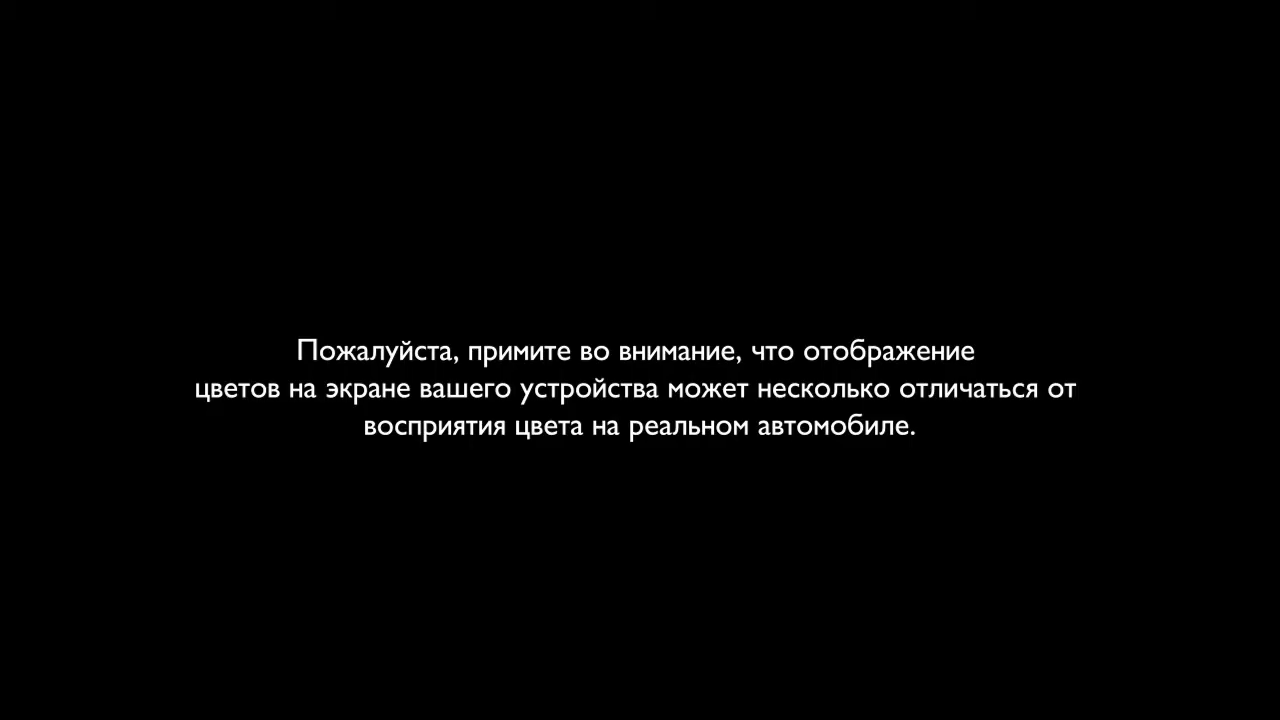 Пожалуйста, примите во внимание, что отображение
цветов на экране вашего устройства может несколько отличаться от
восприятия цвета на реальном автомобиле.